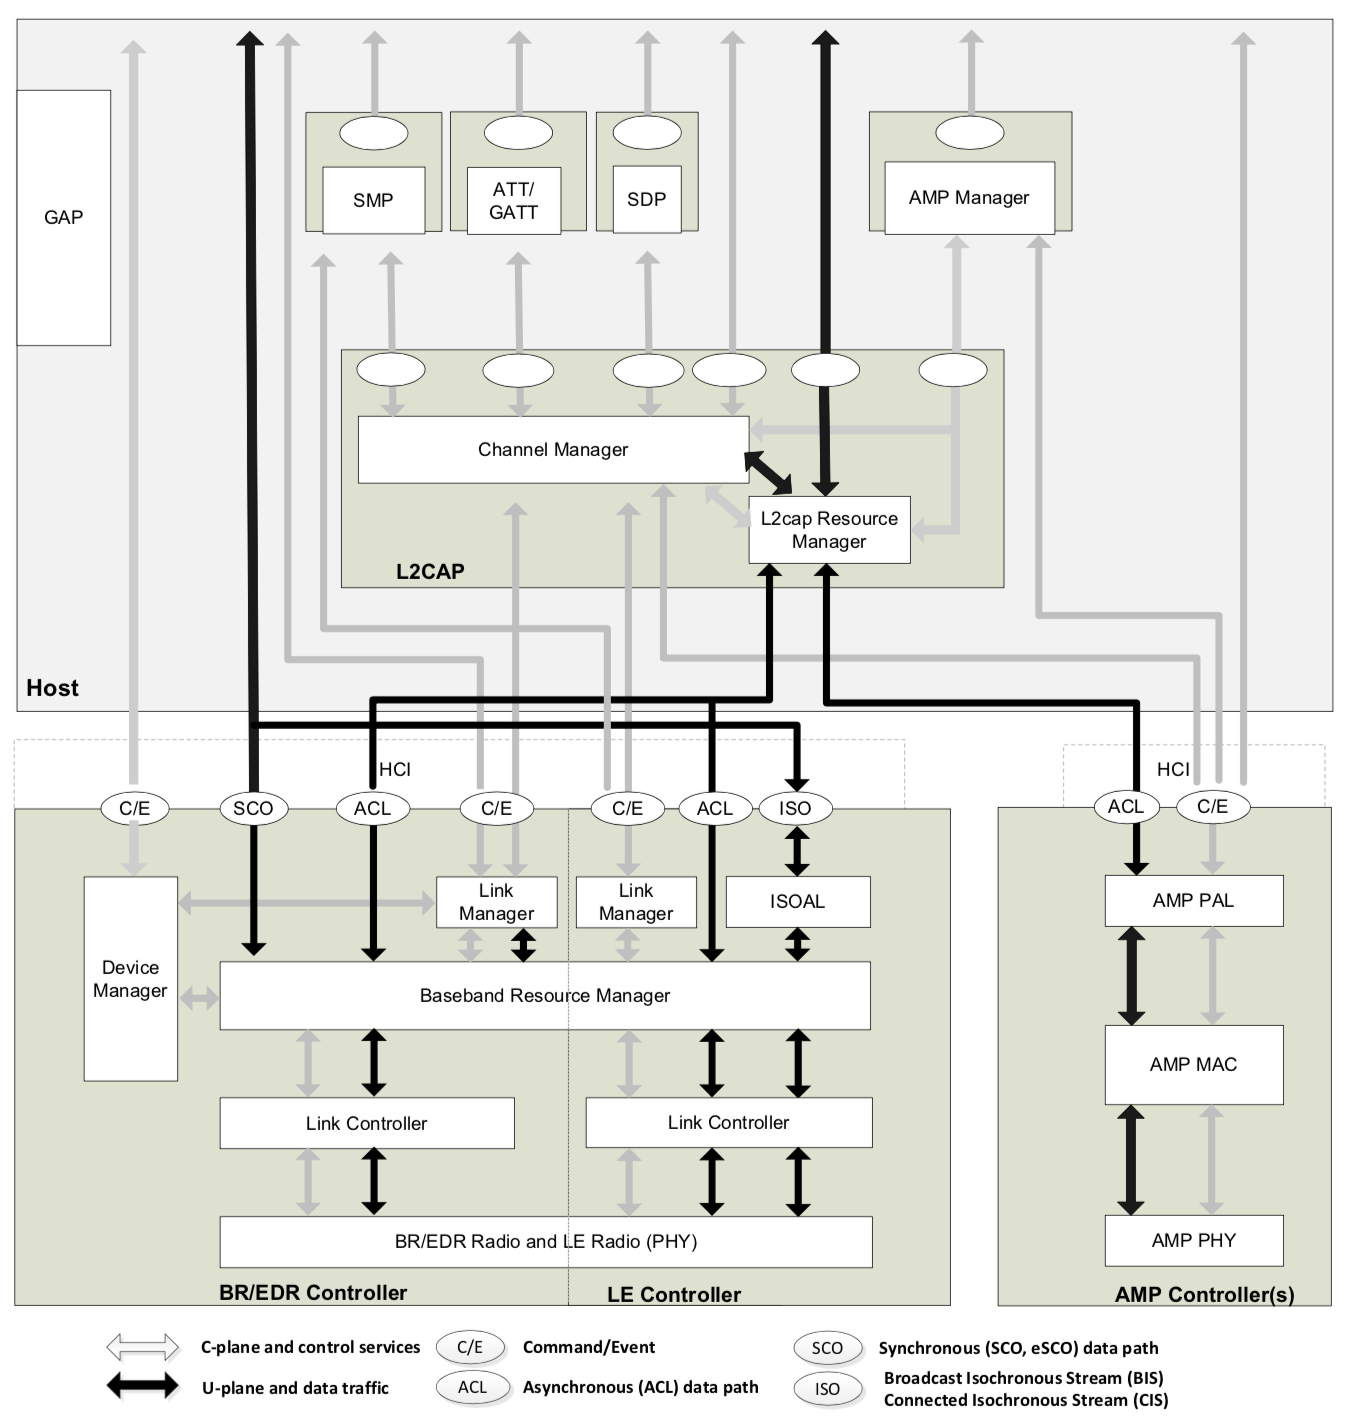 SMP
ATT/
GATT
SDP
AMP Manager
GAP
Channel Manager
L2cap Resource
Manager
L2CAP
Host
HCI
HCI
C/E
SCO
ACL
C/E
C/E
ACL
ISO
ACL
C/E
Link
Manager
Link
Manager
ISOAL
AMP PAL
Device
Manager
Baseband Resource Manager
AMP MAC
Link Controller
Link Controller
BR/EDR Radio and LE Radio (PHY)
AMP PHY
BR/EDR Controller
LE Controller
AMP Controller(s)
C-plane and control services
C/E
Command/Event
SCO
Synchronous (SCO, eSCO) data path
U-plane and data traffic
ACL
Asynchronous (ACL) data path
ISO
Broadcast Isochronous Stream (BIS)
Connected Isochronous Stream (CIS)